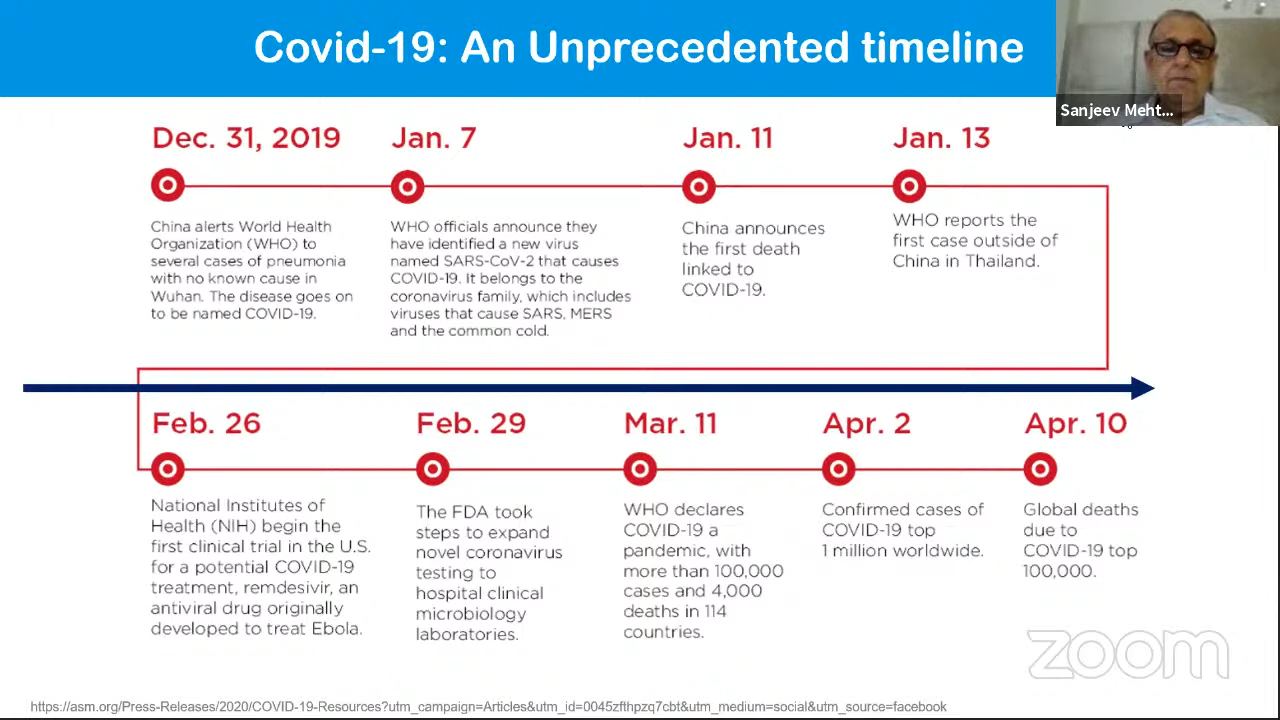 Covid-19: An Unprecedented timeline
Sanjeev Meht...
Dec. 31, 2019
China alerts World Health
Organization (WHO) to
several cases of pneumonia
with no known cause in
Wuhan. The disease goes on
to be named COVID-19.
Jan. 7
WHO officials announce they
have identified a new virus
named SARS-CoV-2 that causes
COVID-19. It belongs to the
coronavirus family, which includes
viruses that cause SARS, MERS
and the common cold.
Jan. 11
China announces
the first death
linked to
COVID-19.
Jan. 13
WHO reports the
first case outside of
China in Thailand.
Feb. 26
National Institutes of
Health (NIH) begin the
first clinical trial in the U.S.
for a potential COVID-19
treatment, remdesivir, an
antiviral drug originally
developed to treat Ebola.
Feb. 29
The FDA took
steps to expand
novel coronavirus
testing to
hospital clinical
microbiology
laboratories.
Mar. 11
WHO declares
COVID-19 a
pandemic, with
more than 100,000
cases and 4,000
deaths in 114
countries.
Apr. 2
Confirmed cases of
COVID-19 top
1 million worldwide.
Apr. 10
Global deaths
due to
COVID-19 top
100,000.
zoom
https://asm.org/Press-Releases/2020/COVID-19-Resources?utm_campaign=Articles&utm_id=0045zfthpzq7cbt&utm_medium=social&utm_source=facebook